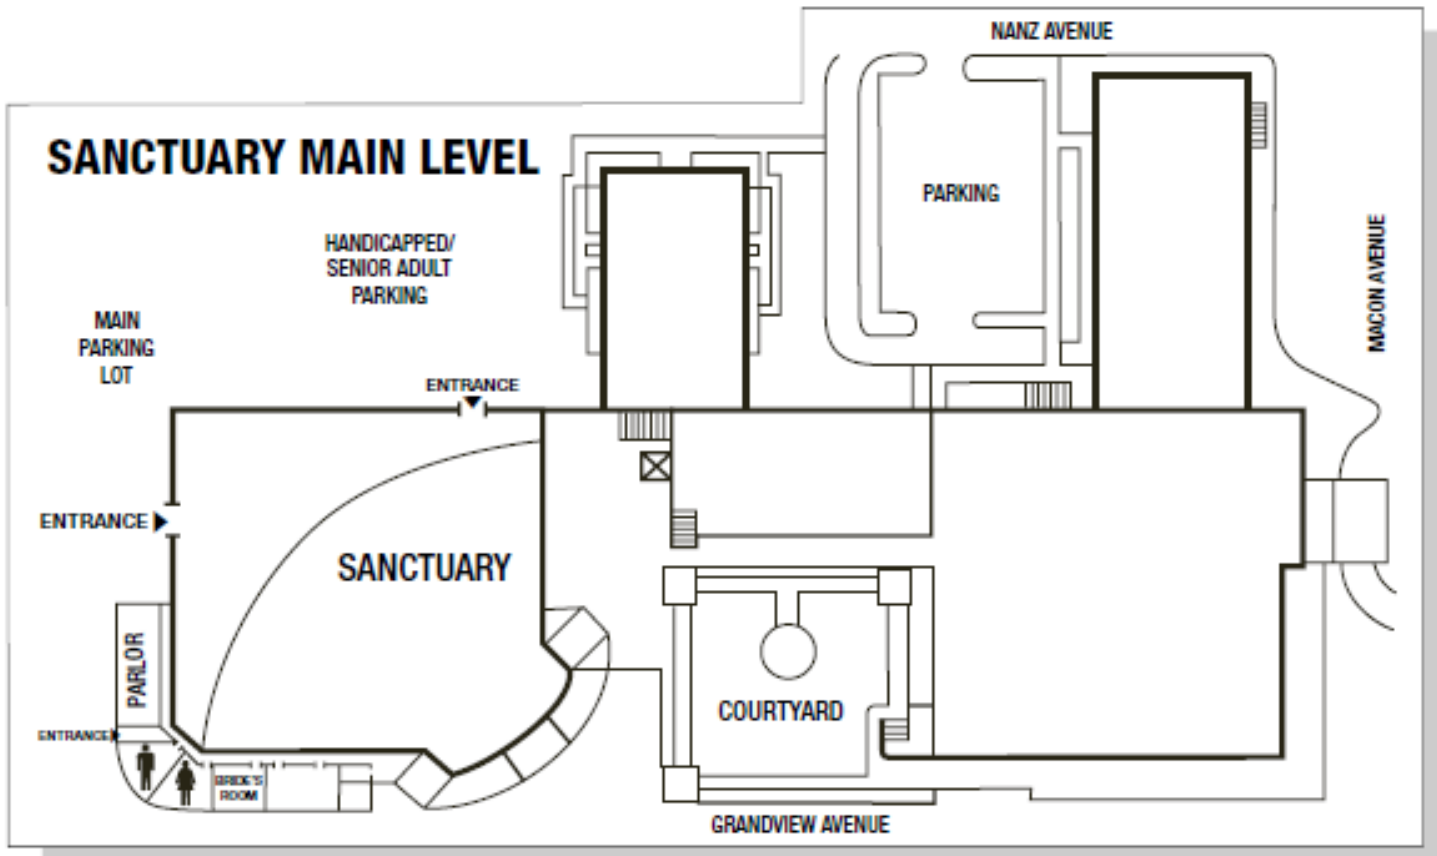 NANZ AVENUE
SANCTUARY MAIN LEVEL
PARKING
HANDICAPPED/
SENIOR ADULT
PARKING
MACON AVENUE
MAIN
PARKING
LOT
ENTRANCE
ENTRANCE
SANCTUARY
PARLOR
COURTYARD
ENTRANCE
BRIDE'S
ROOM
GRANDVIEW AVENUE